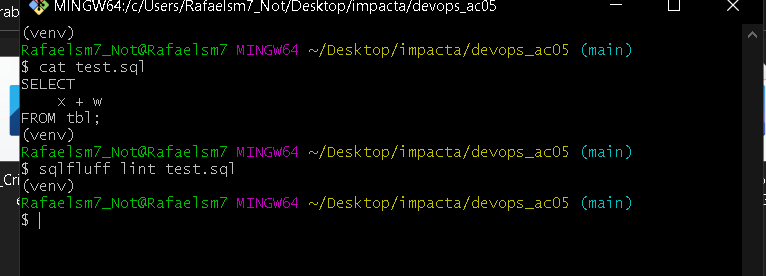 MINGW64:/c/Users/Rafaelsm7_Not/Desktop/impacta/devops_ac05
(venv)
Rafaelsm7_Not@Rafaelsm7 MINGW64 ~/Desktop/impacta/devops_ac05 (main)
$ cat test.sql
SELECT
    x + w
FROM tbl;
(venv)
Rafaelsm7_Not@Rafaelsm7 MINGW64 ~/Desktop/impacta/devops_ac05 (main)
$ sqlfluff lint test.sql
(venv)
Rafaelsm7_Not@Rafaelsm7 MINGW64 ~/Desktop/impacta/devops_ac05 (main)
$